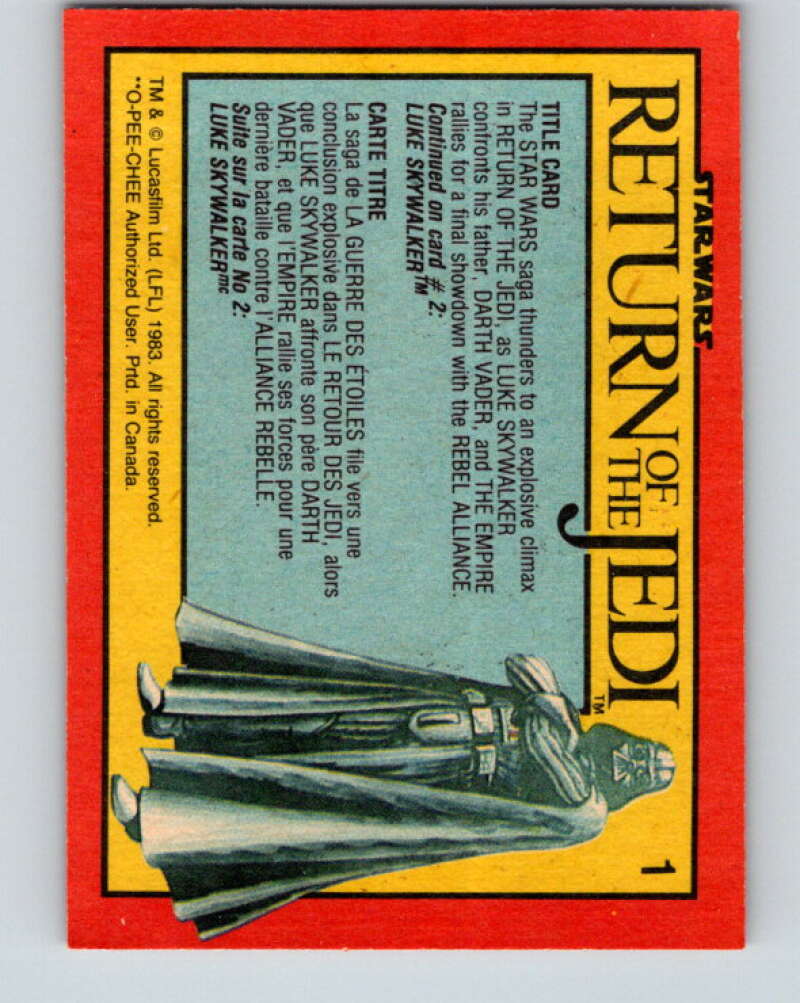 STAR WARS
RETURN OF THE JEDI™
1
TITLE CARD
The STAR WARS saga thunders to an explosive climax
in RETURN OF THE JEDI, as LUKE SKYWALKER
confronts his father, DARTH VADER, and THE EMPIRE
rallies for a final showdown with the REBEL ALLIANCE.
Continued on card # 2:
LUKE SKYWALKER™
CARTE TITRE
La saga de LA GUERRE DES ÉTOILES file vers une
conclusion explosive dans LE RETOUR DES JEDI, alors
que LUKE SKYWALKER affronte son père DARTH
VADER, et que l'EMPIRE rallie ses forces pour une
dernière bataille contre l'ALLIANCE REBELLE.
Suite sur la carte No 2:
LUKE SKYWALKERmc
TM & © Lucasfilm Ltd. (LFL) 1983. All rights reserved.
**O-PEE-CHEE Authorized User. Prtd. in Canada.